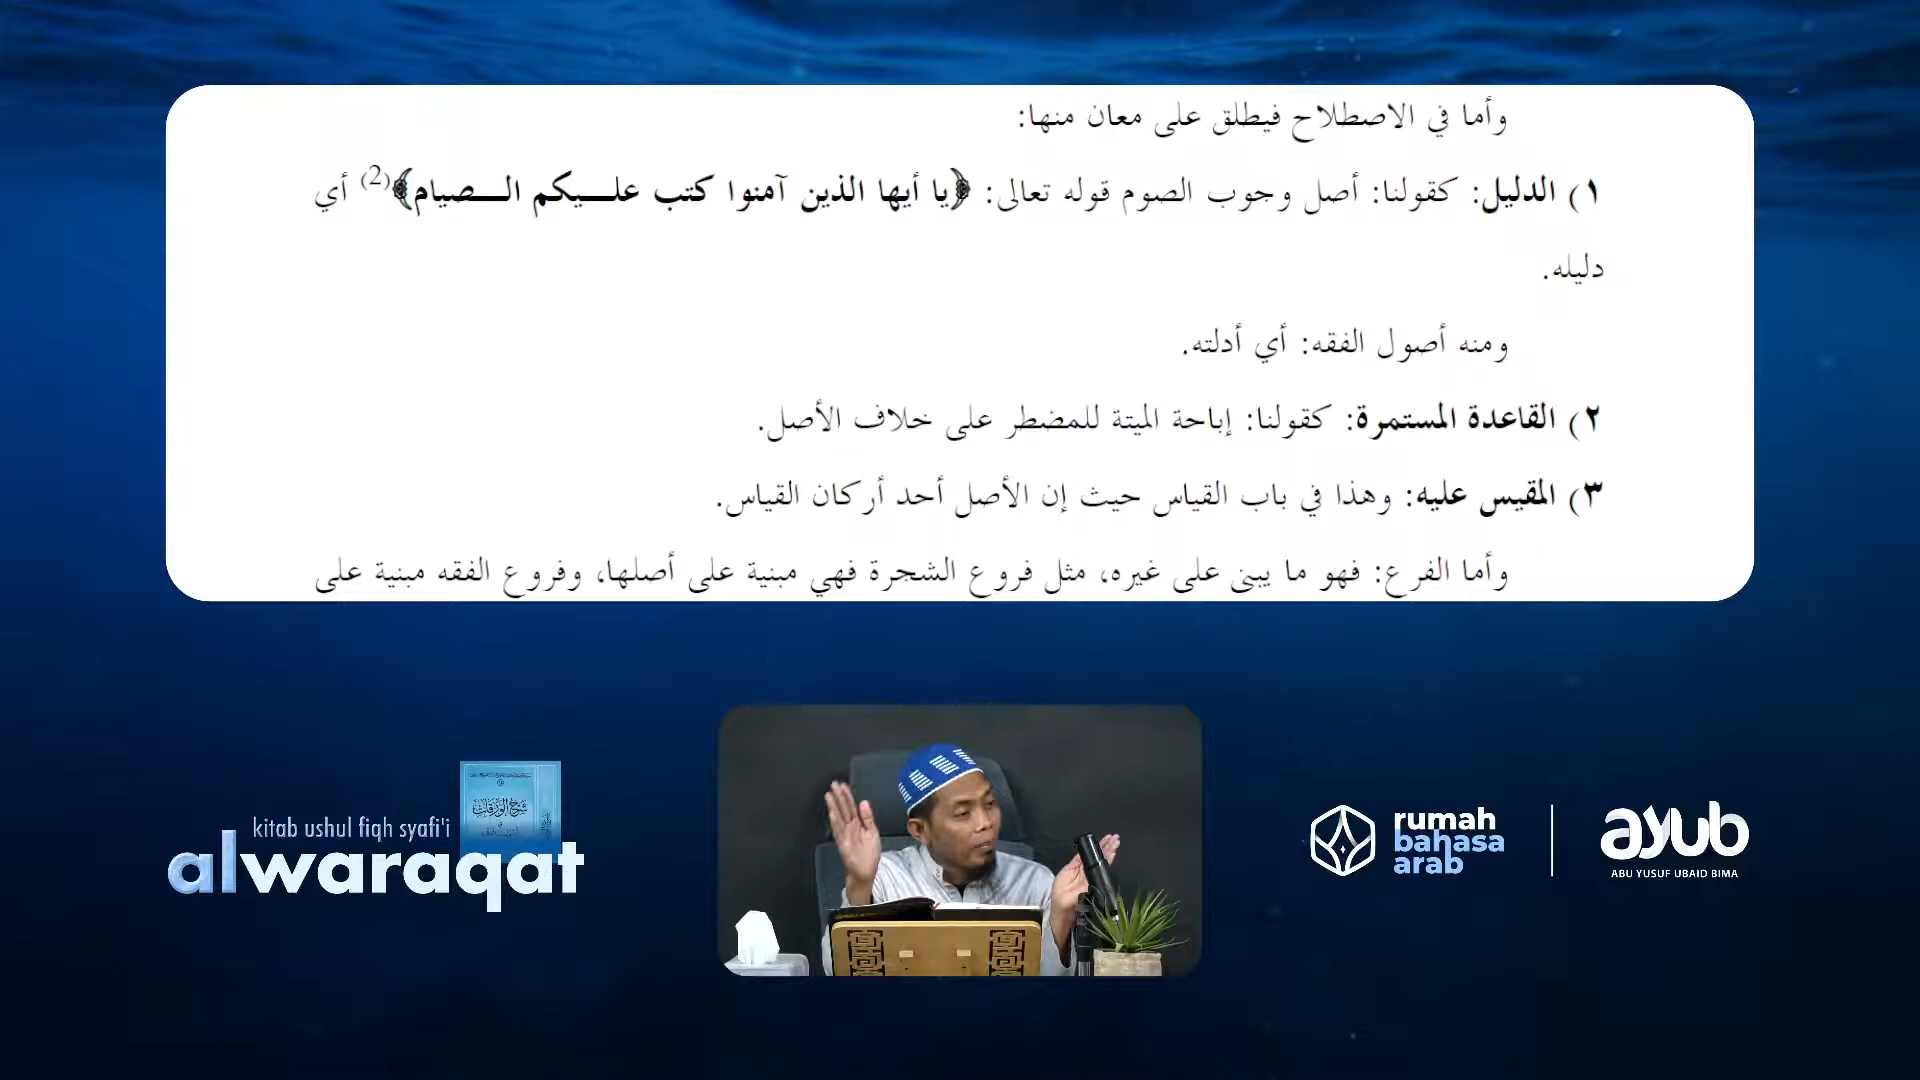 وأما في الاصطلاح فيطلق على معان منها:
١) الدليل: كقولنا: أصل وجوب الصوم قوله تعالى: ﴿يا أيها الذين آمنوا كتب علـــيكم الـــصيام﴾(2) أي
دليله.
ومنه أصول الفقه: أي أدلته.
٢) القاعدة المستمرة: كقولنا: إباحة الميتة للمضطر على خلاف الأصل.
٣) المقيس عليه: وهذا في باب القياس حيث إن الأصل أحد أركان القياس.
وأما الفرع: فهو ما يبنى على غيره، مثل فروع الشجرة فهي مبنية على أصلها، وفروع الفقه مبنية على
kitab ushul fiqh syafi'i
alwaraqat
شرح الورقات
rumah
bahasa
arab
ayub
ABU YUSUF UBAID BIMA